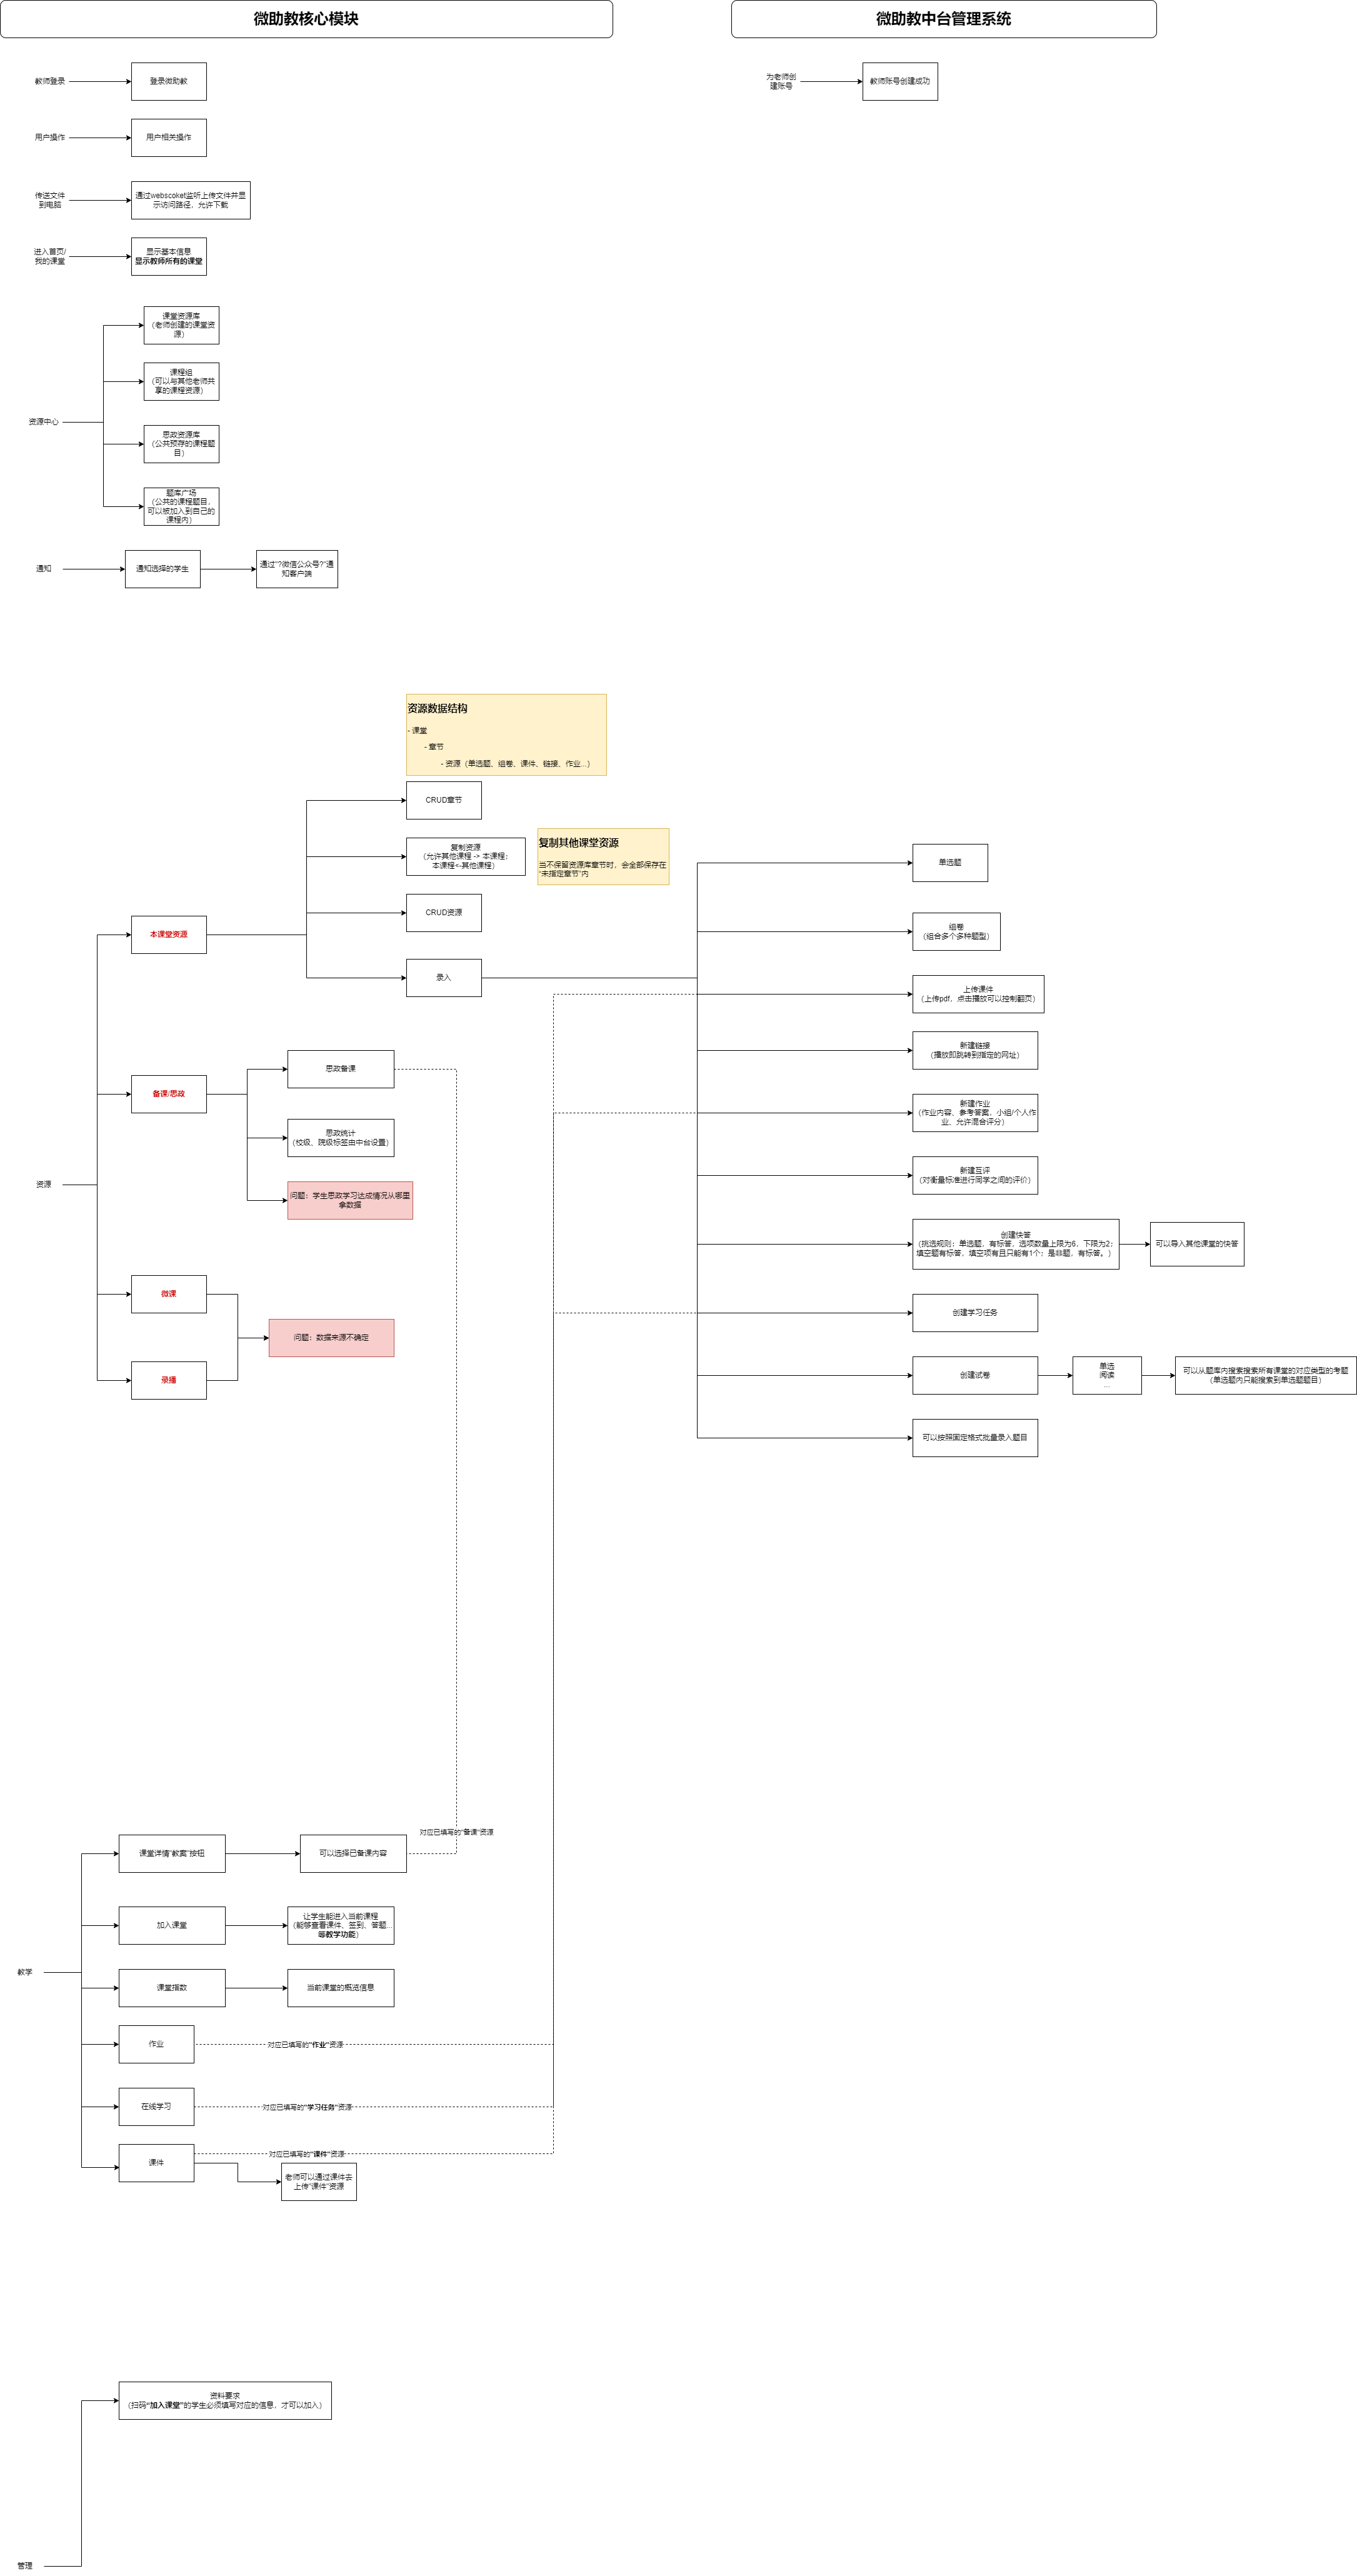 微助教核心模块
微助教中台管理系统
教师登录
登录微助教
为老师创
建账号
教师账号创建成功
用户操作
用户相关操作
传送文件
到电脑
通过webscoket监听上传文件并显
示访问路径，允许下载
进入首页/
我的课堂
显示基本信息
显示教师所有的课堂
课堂资源库
（老师创建的课堂资
源）
课程组
（可以与其他老师共
享的课程资源）
资源中心
思政资源库
（公共预存的课程题
目）
题库广场
（公共的课程题目，
可以被加入到自己的
课程内）
通知
通知选择的学生
通过"?微信公众号?"通
知客户端
资源数据结构
- 课堂
- 章节
- 资源（单选题、组卷、课件、链接、作业...）
CRUD章节
复制资源
（允许其他课程 -> 本课程；
本课程<-其他课程）
复制其他课堂资源
当不保留资源库章节时，会全部保存在
"未指定章节"内
CRUD资源
本课堂资源
录入
单选题
组卷
（组合多个多种题型）
上传课件
（上传pdf，点击播放可以控制翻页）
新建链接
（播放即跳转到指定的网址）
新建作业
（作业内容、参考答案，小组/个人作
业、允许混合评分）
新建互评
（对衡量标准进行同学之间的评价）
创建快答
（挑选规则：单选题，有标答，选项数量上限为6，下限为2；
填空题有标答，填空项有且只能有1个；是非题，有标答。）
可以导入其他课堂的快答
创建学习任务
创建试卷
单选
阅读
...
可以从题库内搜索搜索所有课堂的对应类型的考题
（单选题内只能搜索到单选题题目）
可以按照固定格式批量录入题目
思政备课
备课/思政
思政统计
（校级、院级标签由中台设置）
资源
问题：学生思政学习达成情况从哪里
拿数据
微课
问题：数据来源不确定
录播
对应已填写的"备课"资源
课堂详情"教案"按钮
可以选择已备课内容
加入课堂
让学生能进入当前课程
（能够查看课件、签到、答题...
等教学功能）
教学
课堂指数
当前课堂的概览信息
作业
对应已填写的"作业"资源
在线学习
对应已填写的"学习任务"资源
课件
对应已填写的"课件"资源
老师可以通过课件去
上传"课件"资源
资料要求
（扫码"加入课堂"的学生必须填写对应的信息，才可以加入）
管理